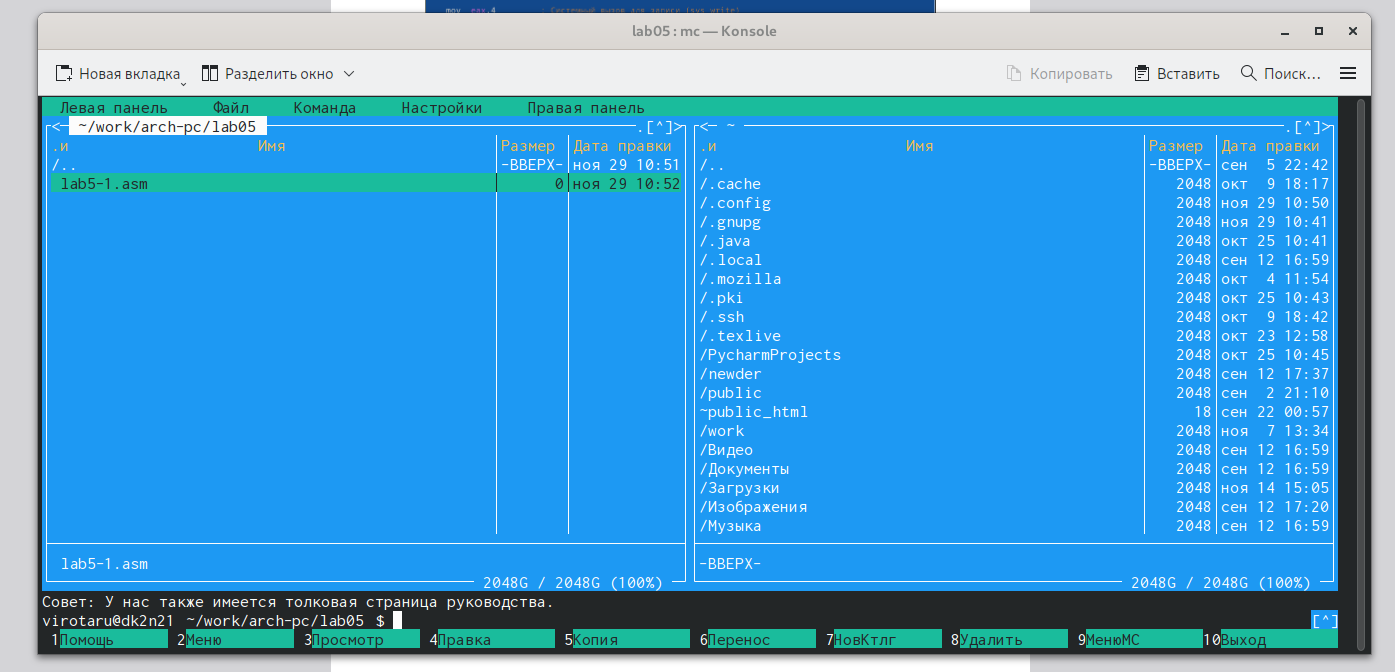 mov eax,4 ; Системный вызов для записи (sys_write)
lab05 : mc — Konsole
Новая вкладка Разделить окно Копировать Вставить Поиск...
Левая панель Файл Команда Настройки Правая панель
<─ ~/work/arch-pc/lab05 .[^]> <─ ~ .[^]>
.и Имя Размер Дата правки .и Имя Размер Дата правки
/.. -ВВЕРХ- ноя 29 10:51 /.. -ВВЕРХ- сен 5 22:42
lab5-1.asm 0 ноя 29 10:52 /.cache 2048 окт 9 18:17
/.config 2048 ноя 29 10:50
/.gnupg 2048 ноя 29 10:41
/.java 2048 окт 25 10:41
/.local 2048 сен 12 16:59
/.mozilla 2048 окт 4 11:54
/.pki 2048 окт 25 10:43
/.ssh 2048 окт 9 18:42
/.texlive 2048 окт 23 12:58
/PycharmProjects 2048 окт 25 10:45
/newder 2048 сен 12 17:37
/public 2048 сен 2 21:10
~public_html 18 сен 22 00:57
/work 2048 ноя 7 13:34
/Видео 2048 сен 12 16:59
/Документы 2048 сен 12 16:59
/Загрузки 2048 ноя 14 15:05
/Изображения 2048 сен 12 17:20
/Музыка 2048 сен 12 16:59
lab5-1.asm -ВВЕРХ-
2048G / 2048G (100%) 2048G / 2048G (100%)
Совет: У нас также имеется толковая страница руководства.
virotaru@dk2n21 ~/work/arch-pc/lab05 $ [^]
1Помощь 2Меню 3Просмотр 4Правка 5Копия 6Перенос 7НовКтлг 8Удалить 9МенюМС 10Выход